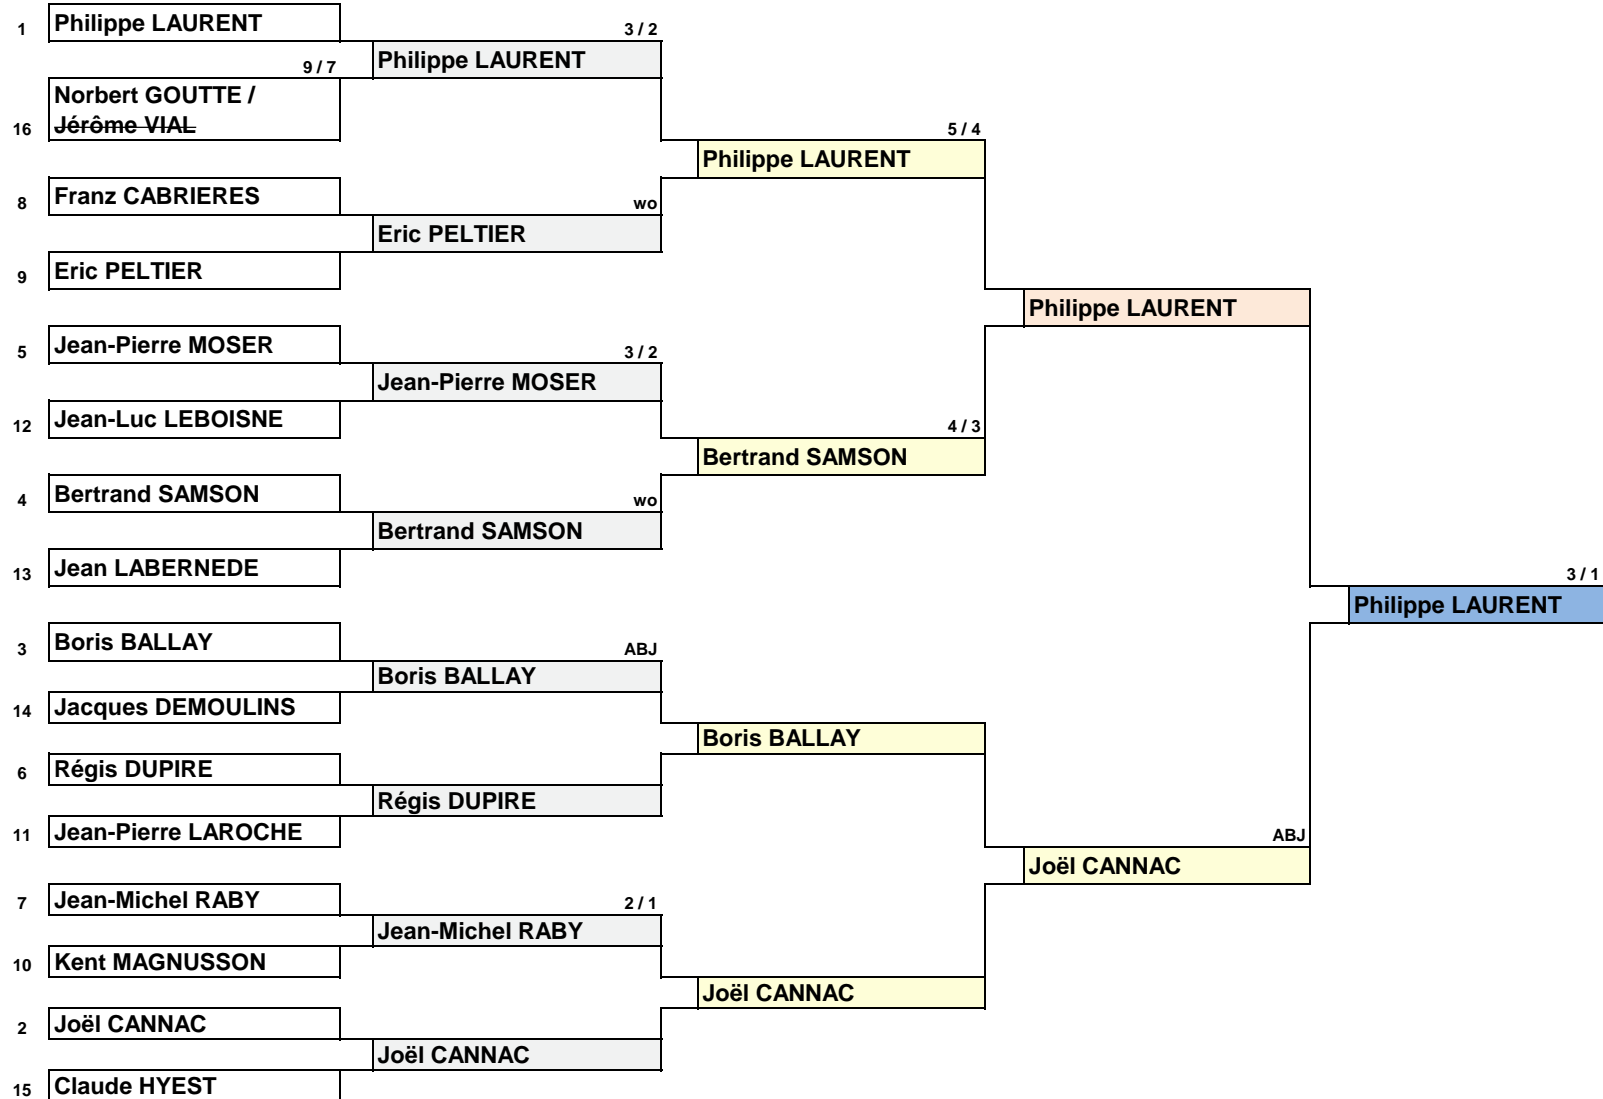 1 Philippe LAURENT
3 / 2
Philippe LAURENT
9 / 7
Norbert GOUTTE /
16 Jérôme VIAL
5 / 4
Philippe LAURENT
8 Franz CABRIERES
wo
Eric PELTIER
9 Eric PELTIER
Philippe LAURENT
5 Jean-Pierre MOSER
3 / 2
Jean-Pierre MOSER
12 Jean-Luc LEBOISNE
4 / 3
Bertrand SAMSON
4 Bertrand SAMSON
wo
Bertrand SAMSON
13 Jean LABERNEDE
3 / 1
Philippe LAURENT
3 Boris BALLAY
ABJ
Boris BALLAY
14 Jacques DEMOULINS
Boris BALLAY
6 Régis DUPIRE
Régis DUPIRE
11 Jean-Pierre LAROCHE
ABJ
Joël CANNAC
7 Jean-Michel RABY
2 / 1
Jean-Michel RABY
10 Kent MAGNUSSON
Joël CANNAC
2 Joël CANNAC
Joël CANNAC
15 Claude HYEST